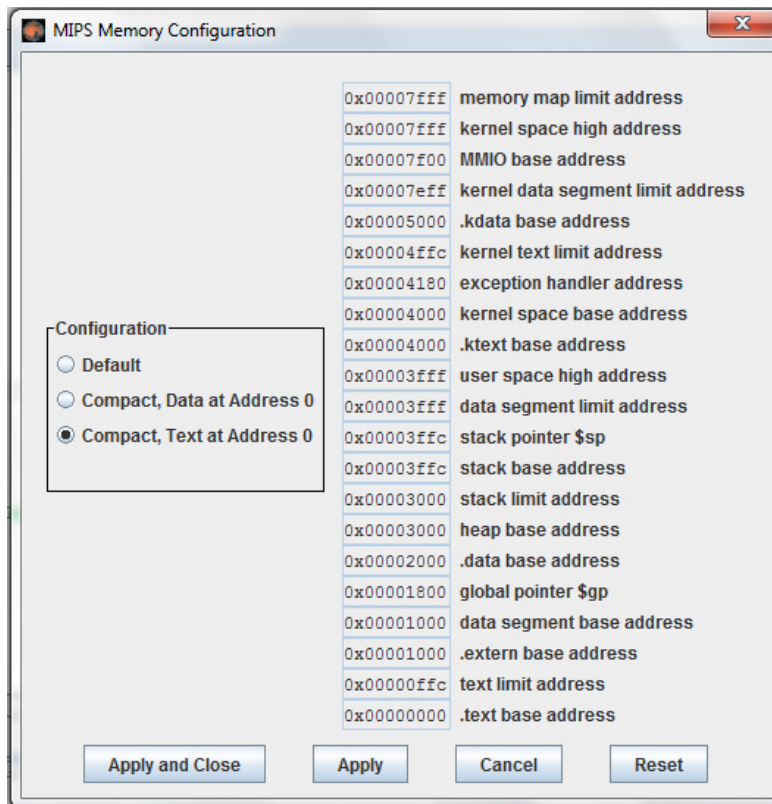 MIPS Memory Configuration
X
0x00007fff memory map limit address
0x00007fff kernel space high address
0x00007f00 MMIO base address
0x00007eff kernel data segment limit address
0x00005000 .kdata base address
0x00004ffc kernel text limit address
0x00004180 exception handler address
0x00004000 kernel space base address
0x00004000 .ktext base address
0x00003fff user space high address
0x00003fff data segment limit address
0x00003ffc stack pointer $sp
0x00003ffc stack base address
0x00003000 stack limit address
0x00003000 heap base address
0x00002000 .data base address
0x00001800 global pointer $gp
0x00001000 data segment base address
0x00001000 .extern base address
0x00000ffc text limit address
0x00000000 .text base address
Configuration
Default
Compact, Data at Address 0
Compact, Text at Address 0
Apply and Close Apply Cancel Reset